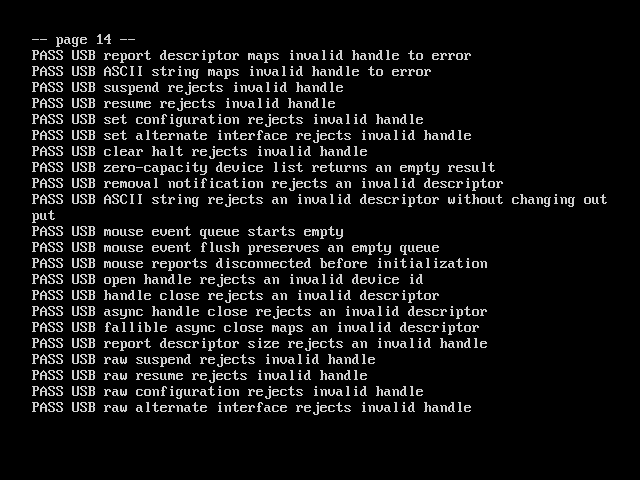 -- page 14 --
PASS USB report descriptor maps invalid handle to error
PASS USB ASCII string maps invalid handle to error
PASS USB suspend rejects invalid handle
PASS USB resume rejects invalid handle
PASS USB set configuration rejects invalid handle
PASS USB set alternate interface rejects invalid handle
PASS USB clear halt rejects invalid handle
PASS USB zero-capacity device list returns an empty result
PASS USB removal notification rejects an invalid descriptor
PASS USB ASCII string rejects an invalid descriptor without changing out
put
PASS USB mouse event queue starts empty
PASS USB mouse event flush preserves an empty queue
PASS USB mouse reports disconnected before initialization
PASS USB open handle rejects an invalid device id
PASS USB handle close rejects an invalid descriptor
PASS USB async handle close rejects an invalid descriptor
PASS USB fallible async close maps an invalid descriptor
PASS USB report descriptor size rejects an invalid handle
PASS USB raw suspend rejects invalid handle
PASS USB raw resume rejects invalid handle
PASS USB raw configuration rejects invalid handle
PASS USB raw alternate interface rejects invalid handle